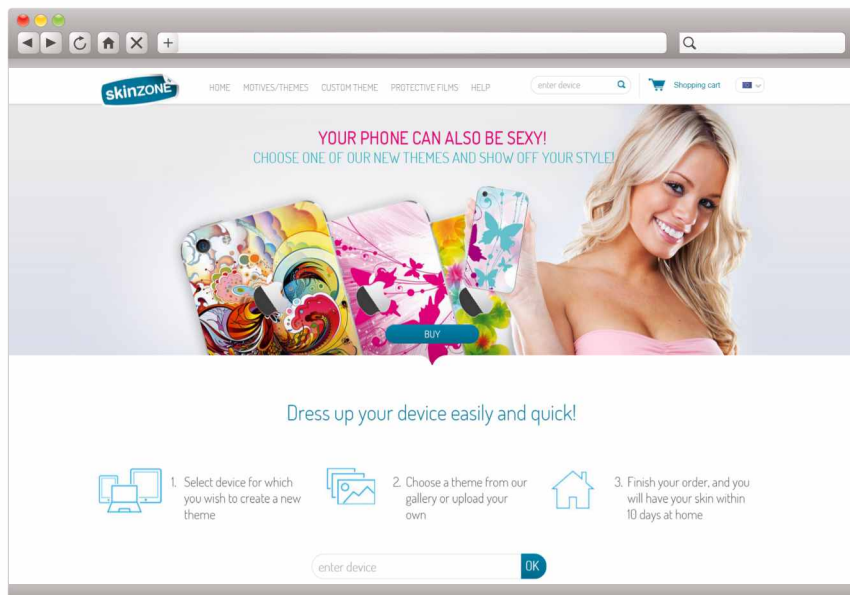 skinZONE
HOME MOTIVES/THEMES CUSTOM THEME PROTECTIVE FILMS HELP
enter device
Shopping cart
YOUR PHONE CAN ALSO BE SEXY!
CHOOSE ONE OF OUR NEW THEMES AND SHOW OFF YOUR STYLE!
BUY
Dress up your device easily and quick!
1. Select device for which
you wish to create a new
theme
2. Choose a theme from our
gallery or upload your
own
3. Finish your order, and you
will have your skin within
10 days at home
enter device
OK